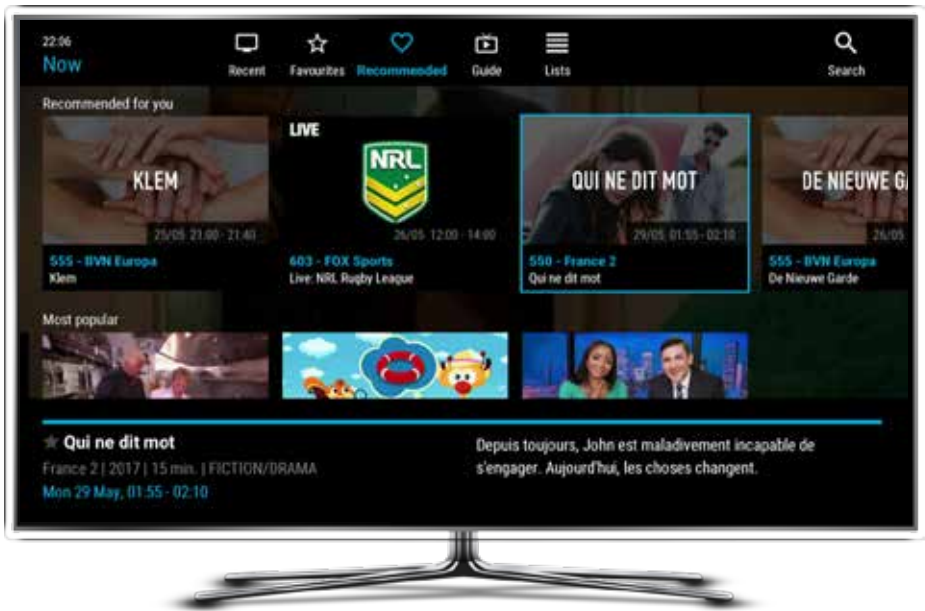 22:06
Now
Recent
Favourites
Recommended
Guide
Lists
Search
Recommended for you
KLEM
25/05 21:00 - 21:40
555 - BVN Europa
Klem
LIVE
NRL
26/05 12:00 - 14:00
603 - FOX Sports
Live: NRL Rugby League
QUI NE DIT MOT
29/05 01:55 - 02:10
550 - France 2
Qui ne dit mot
DE NIEUWE GA
26/05
555 - BVN Europa
De Nieuwe Garde
Most popular
Qui ne dit mot
France 2 | 2017 | 15 min. | FICTION/DRAMA
Mon 29 May, 01:55 - 02:10
Depuis toujours, John est maladivement incapable de
s'engager. Aujourd'hui, les choses changent.